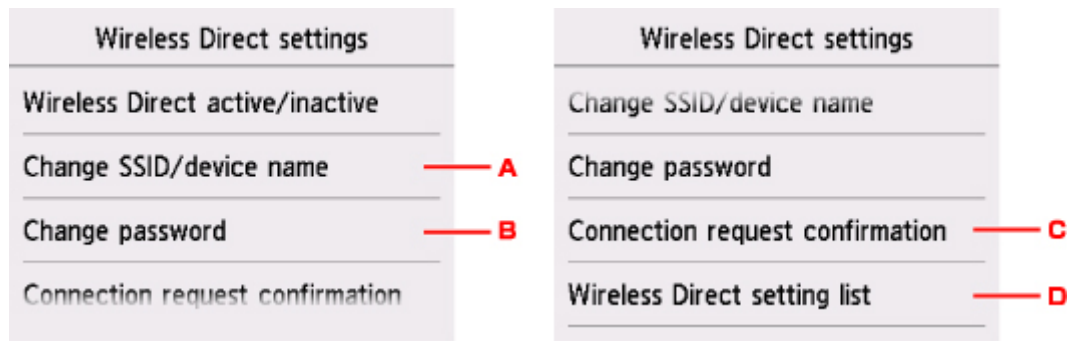 Wireless Direct settings
Wireless Direct active/inactive
Change SSID/device name
A
Change password
B
Connection request confirmation
Wireless Direct settings
Change SSID/device name
Change password
Connection request confirmation
C
Wireless Direct setting list
D